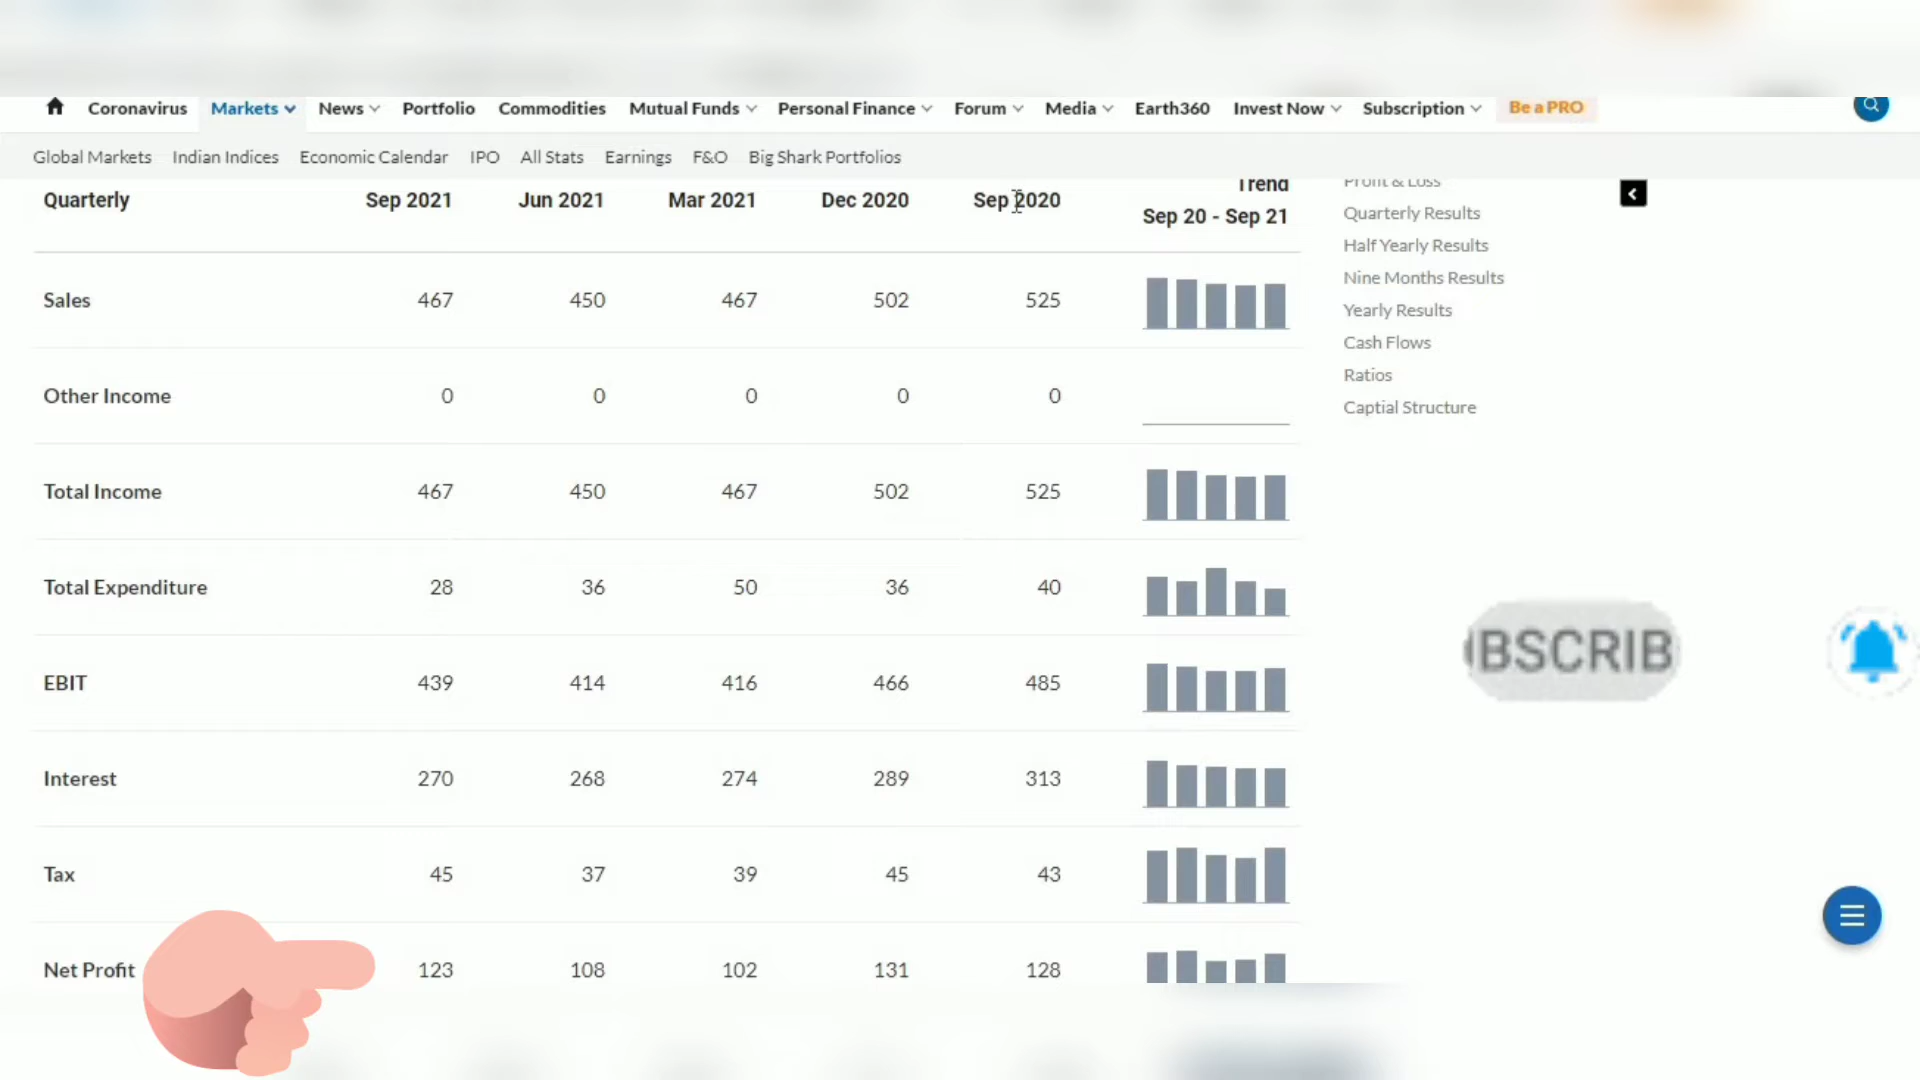 Coronavirus Markets News Portfolio Commodities Mutual Funds Personal Finance Forum Media Earth360 Invest Now Subscription Be a PRO
Global Markets Indian Indices Economic Calendar IPO All Stats Earnings F&O Big Shark Portfolios
Quarterly Sep 2021 Jun 2021 Mar 2021 Dec 2020 Sep 2020 Trend
Sep 20 - Sep 21
Sales 467 450 467 502 525
Other Income 0 0 0 0 0
Total Income 467 450 467 502 525
Total Expenditure 28 36 50 36 40
EBIT 439 414 416 466 485
Interest 270 268 274 289 313
Tax 45 37 39 45 43
Net Profit 123 108 102 131 128
Profit & Loss
Quarterly Results
Half Yearly Results
Nine Months Results
Yearly Results
Cash Flows
Ratios
Captial Structure
BSCRIB